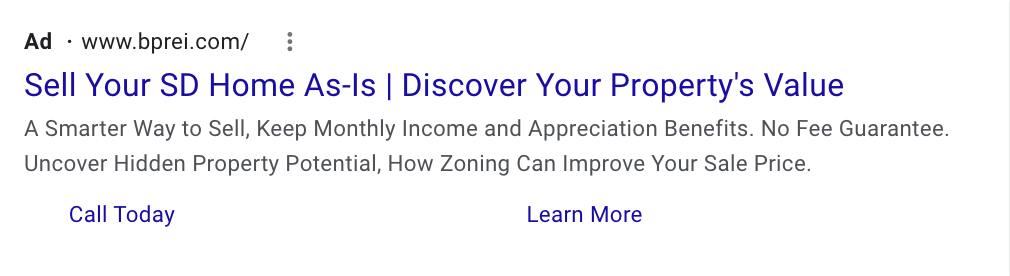 Ad · www.bprei.com/
Sell Your SD Home As-Is | Discover Your Property's Value
A Smarter Way to Sell, Keep Monthly Income and Appreciation Benefits. No Fee Guarantee.
Uncover Hidden Property Potential, How Zoning Can Improve Your Sale Price.
Call Today Learn More